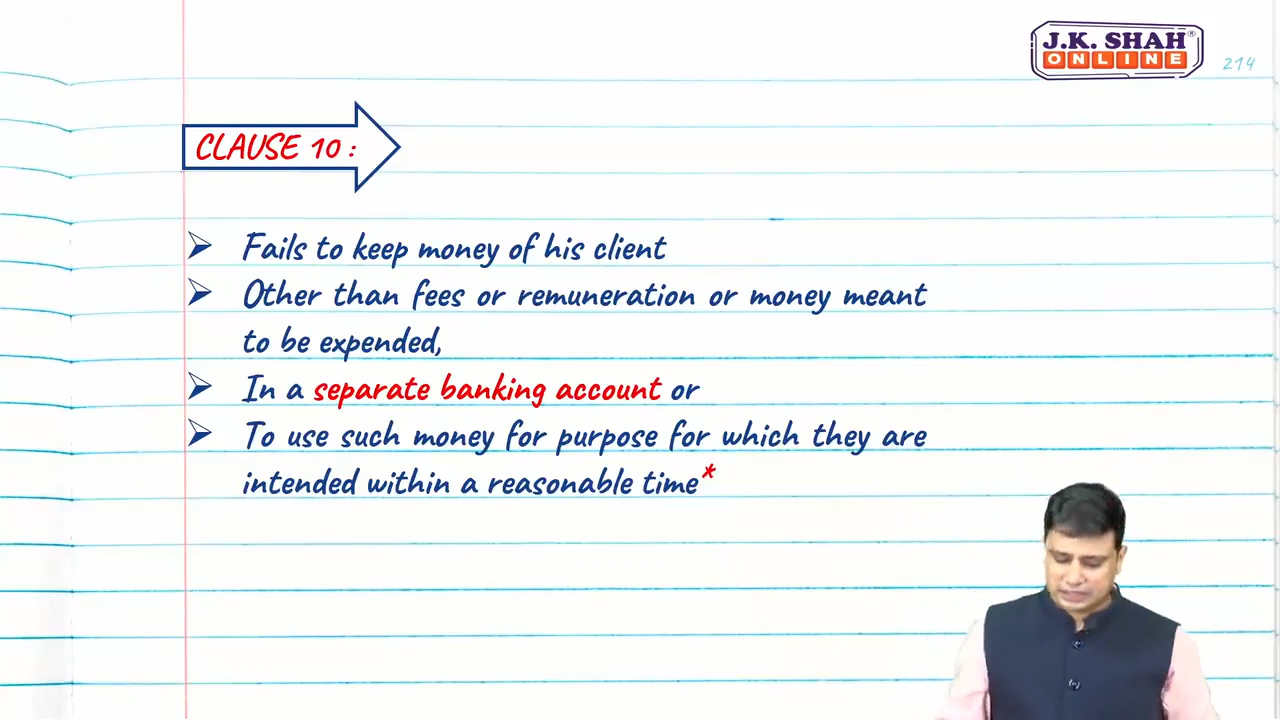 J.K. SHAH®
ONLINE
214
CLAUSE 10 :
➢ Fails to keep money of his client
➢ Other than fees or remuneration or money meant
to be expended,
➢ In a separate banking account or
➢ To use such money for purpose for which they are
intended within a reasonable time*